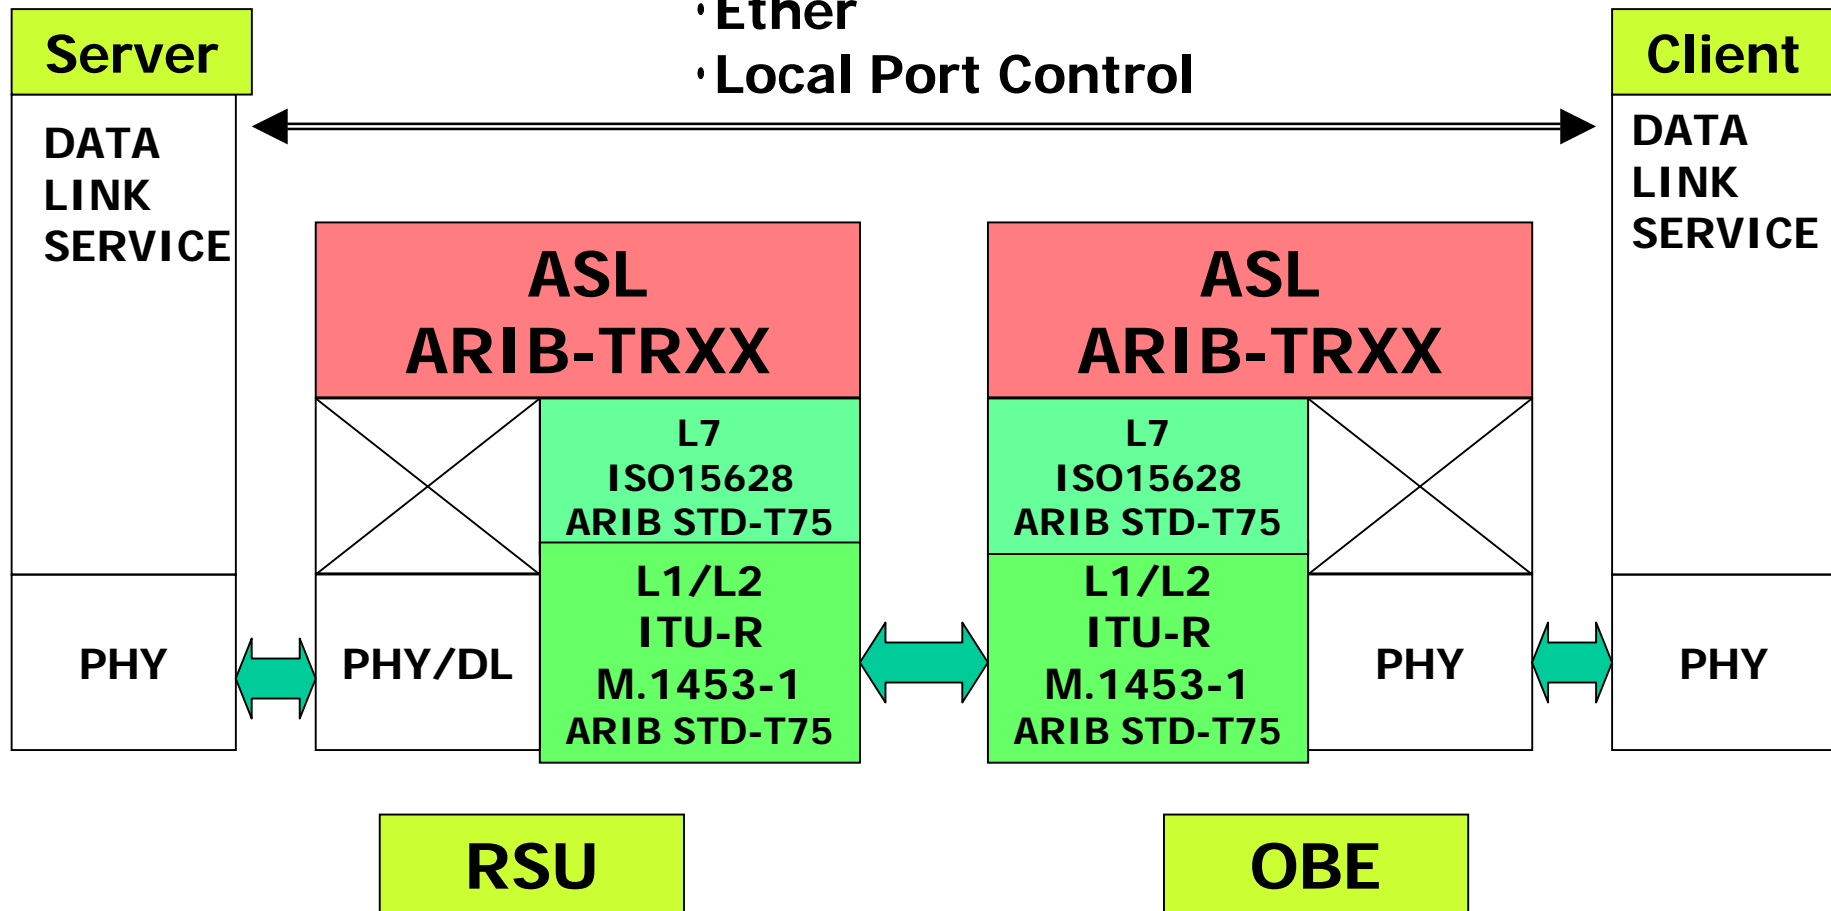 ・Ether
・Local Port Control
Server
DATA
LINK
SERVICE
PHY
ASL
ARIB-TRXX
L7
ISO15628
ARIB STD-T75
PHY/DL
L1/L2
ITU-R
M.1453-1
ARIB STD-T75
RSU
ASL
ARIB-TRXX
L7
ISO15628
ARIB STD-T75
L1/L2
ITU-R
M.1453-1
ARIB STD-T75
PHY
OBE
Client
DATA
LINK
SERVICE
PHY